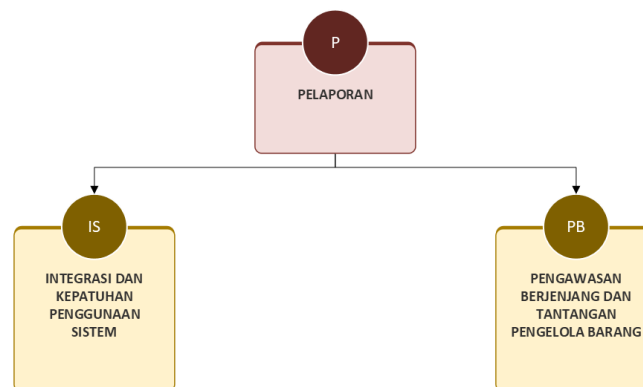 P
PELAPORAN
IS
INTEGRASI DAN
KEPATUHAN
PENGGUNAAN
SISTEM
PB
PENGAWASAN
BERJENJANG DAN
TANTANGAN
PENGELOLA BARANG